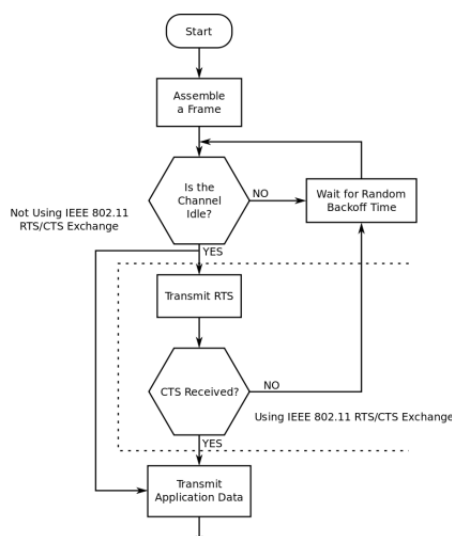 Start
Assemble
a Frame
Is the
Channel
Idle?
NO
Wait for Random
Backoff Time
Not Using IEEE 802.11
RTS/CTS Exchange
YES
Transmit RTS
CTS Received?
NO
Using IEEE 802.11 RTS/CTS Exchange
YES
Transmit
Application Data